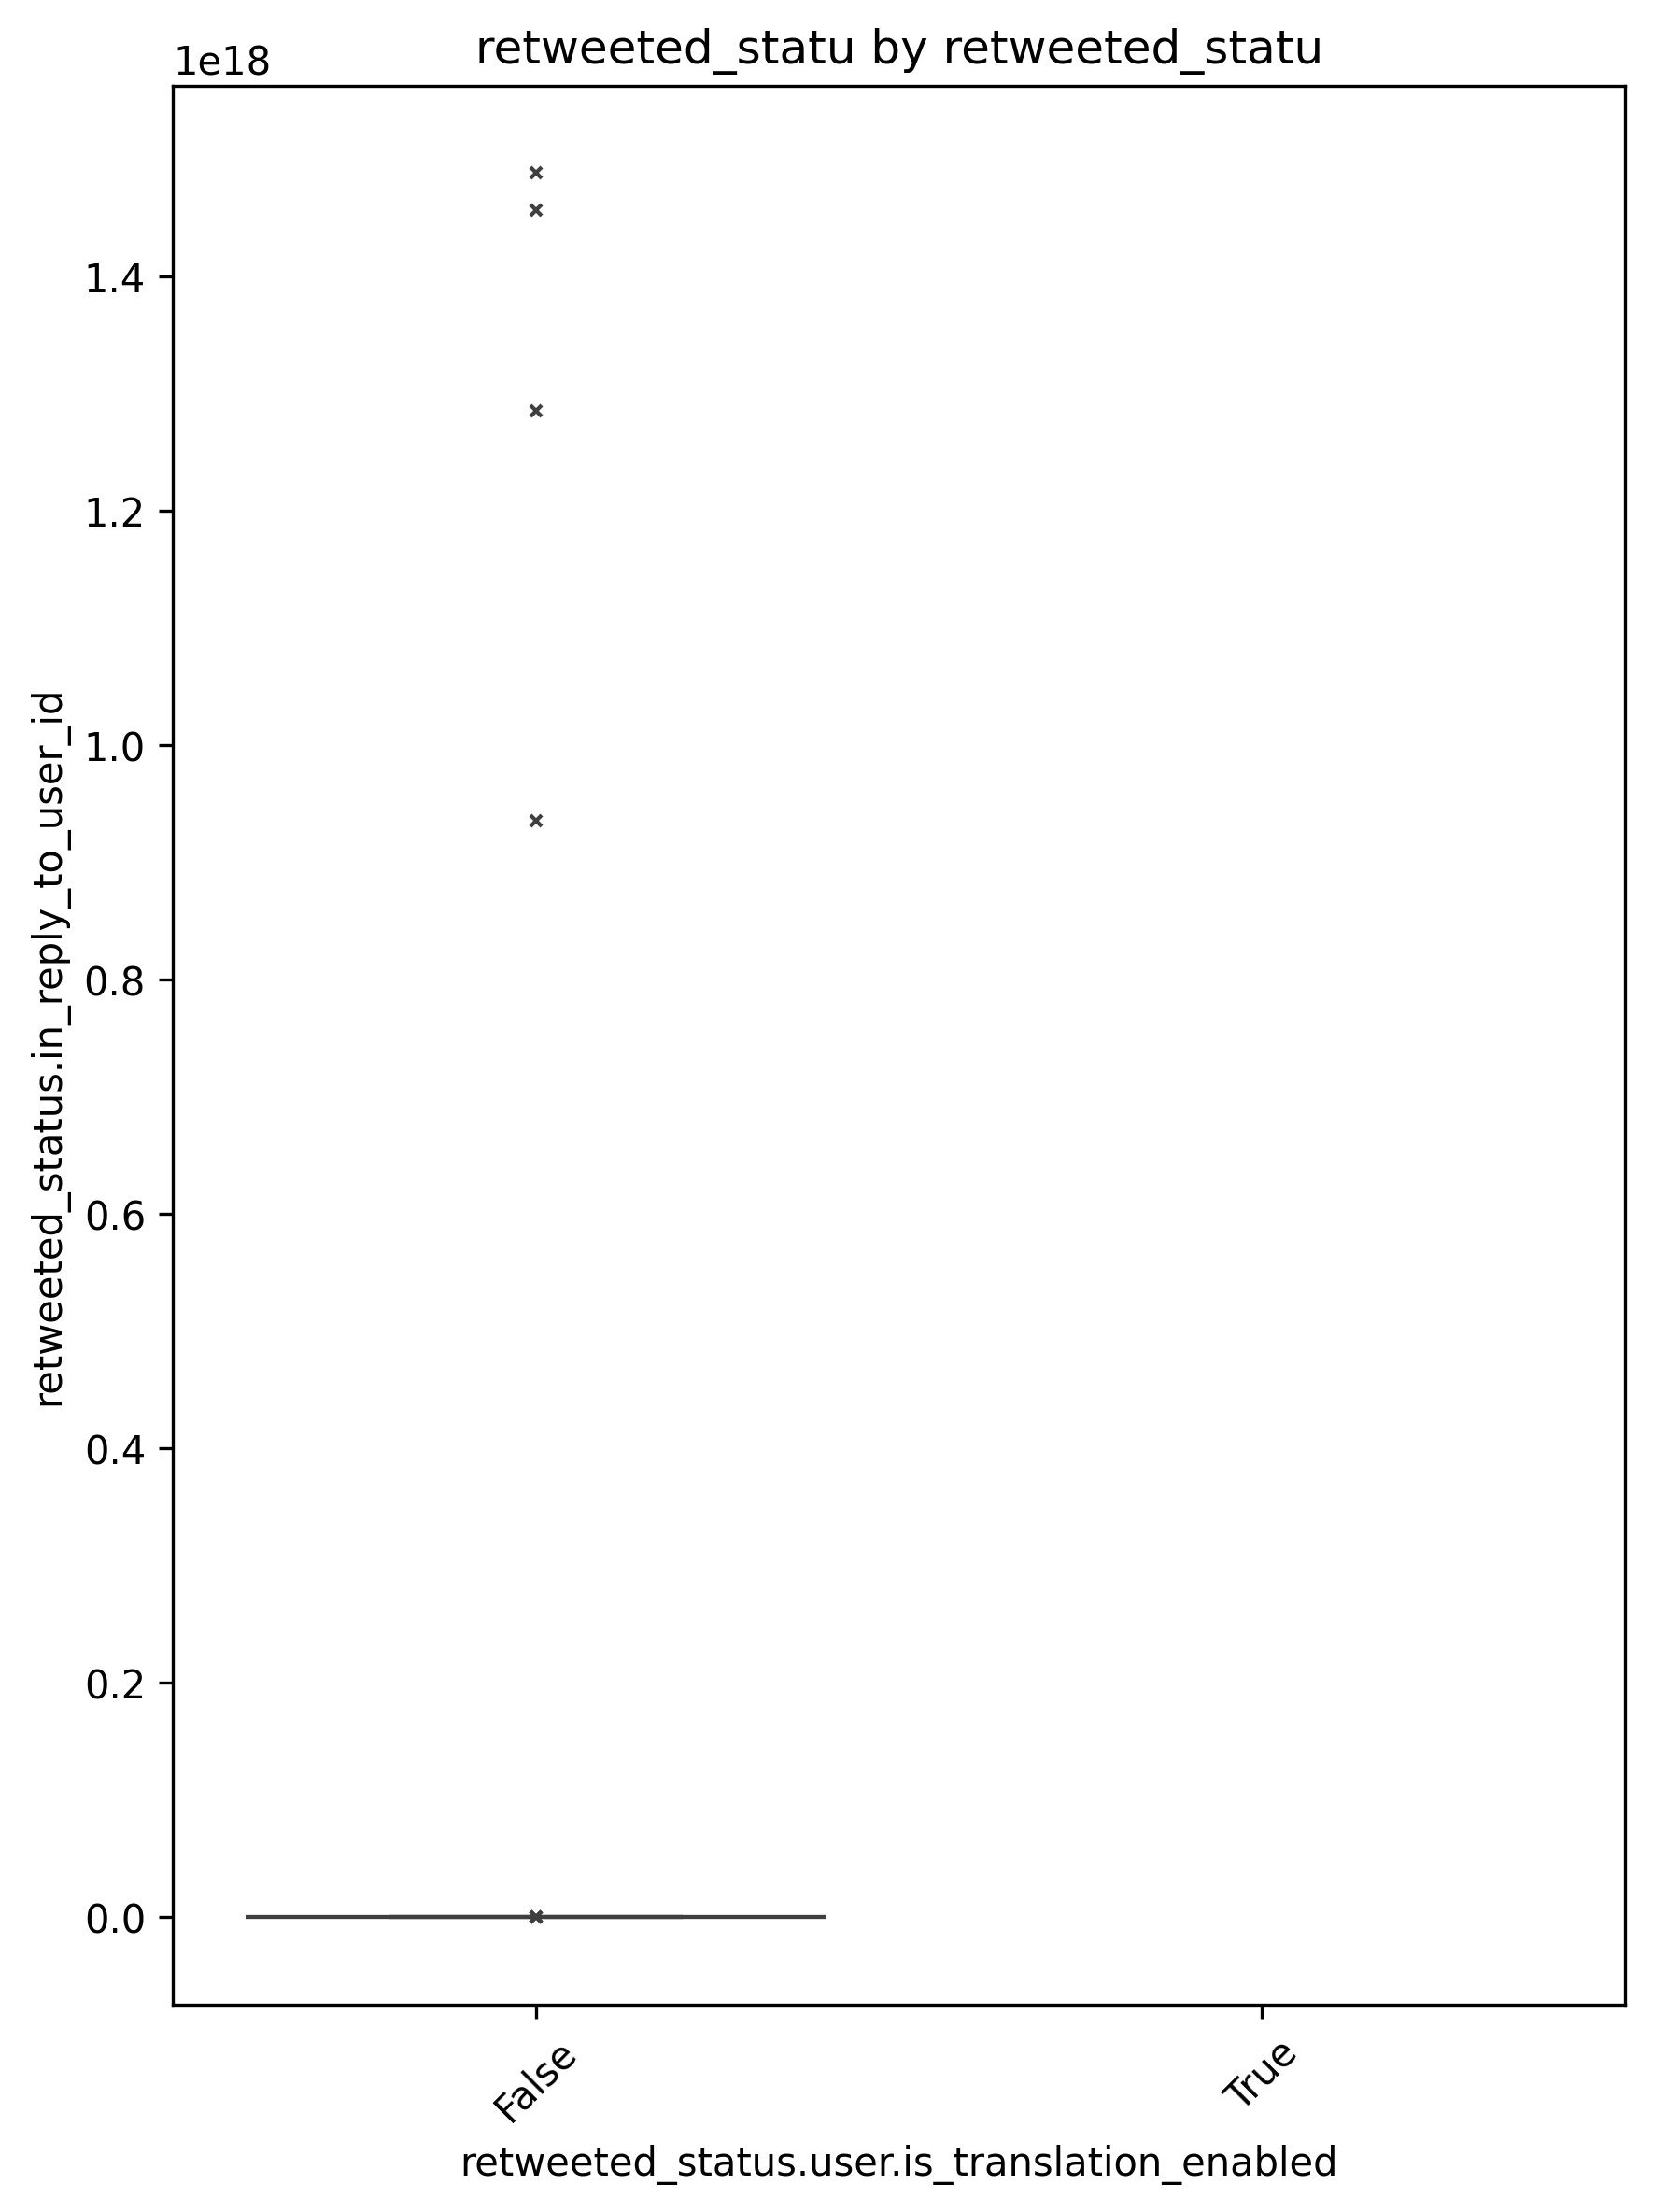 retweeted_statu by retweeted_statu
1e18
1.4
1.2
1.0
0.8
0.6
0.4
0.2
0.0
retweeted_status.in_reply_to_user_id
False
True
retweeted_status.user.is_translation_enabled